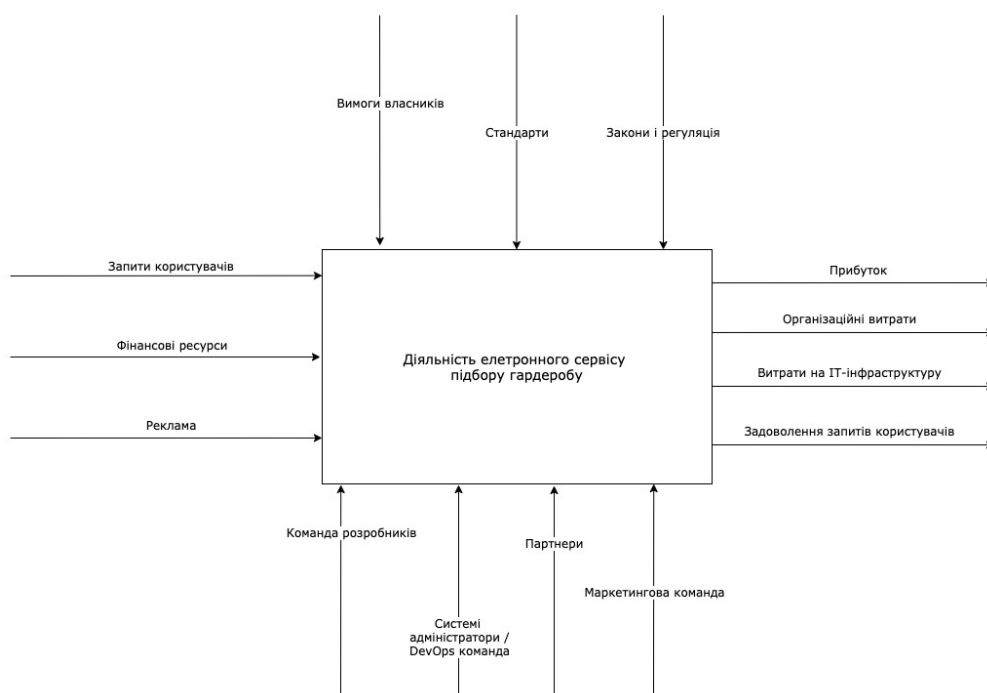 Вимоги власників
Стандарти
Закони і регуляція
Запити користувачів
Фінансові ресурси
Реклама
Діяльність елетронного сервісу
підбору гардеробу
Прибуток
Організаційні витрати
Витрати на ІТ-інфраструктуру
Задоволення запитів користувачів
Команда розробників
Системі
адміністратори /
DevOps команда
Партнери
Маркетингова команда